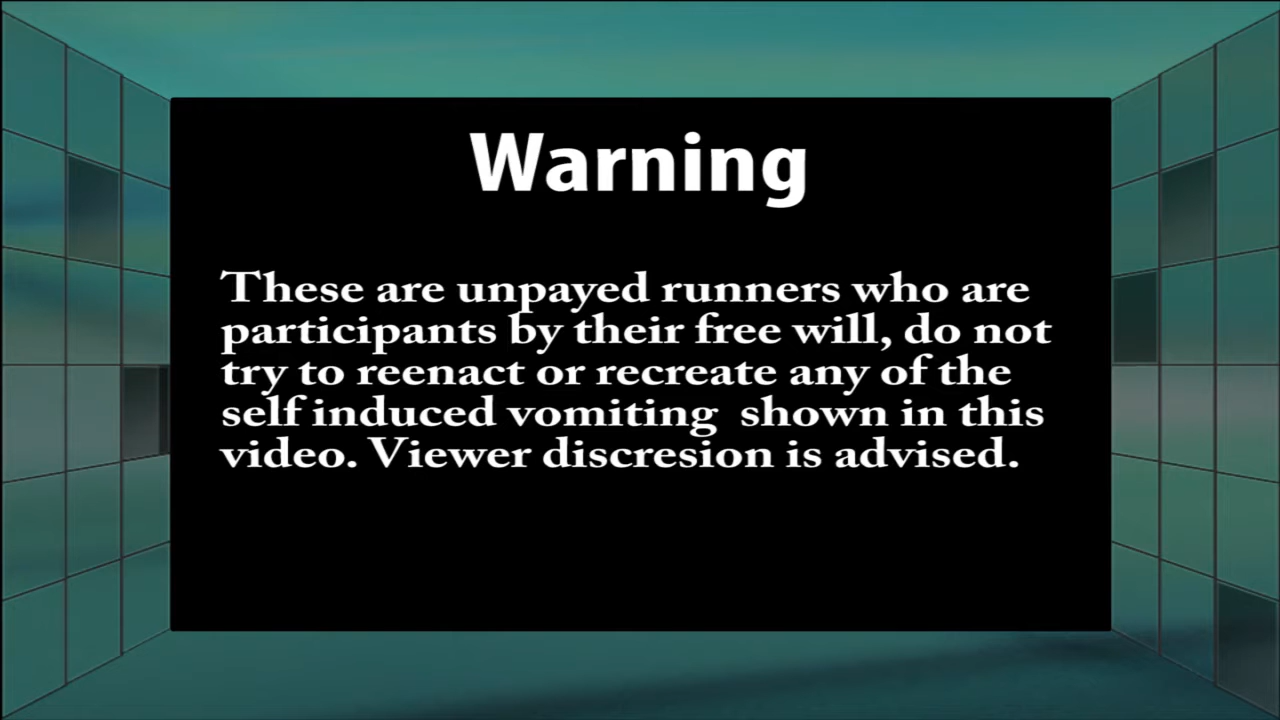 Warning
These are unpayed runners who are
participants by their free will, do not
try to reenact or recreate any of the
self induced vomiting  shown in this
video. Viewer discresion is advised.